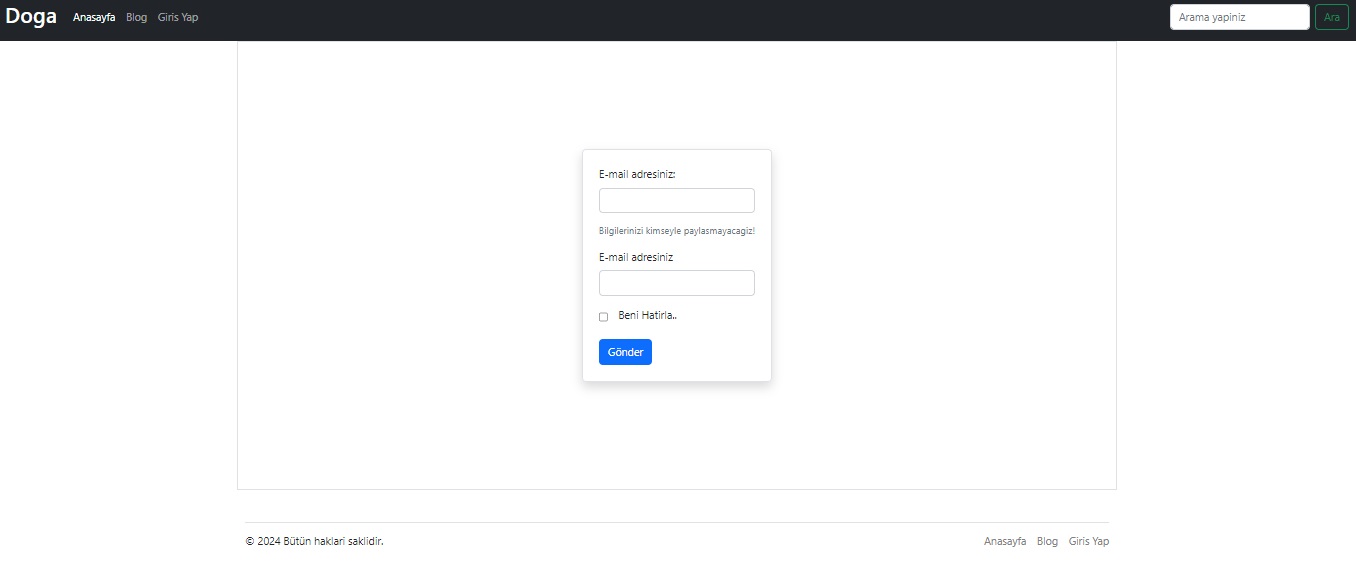 Doga Anasayfa Blog Giris Yap Arama yapiniz Ara
E-mail adresiniz:
Bilgilerinizi kimseyle paylasmayacagiz!
E-mail adresiniz
Beni Hatirla..
Gönder
© 2024 Bütün haklari saklidir. Anasayfa Blog Giris Yap